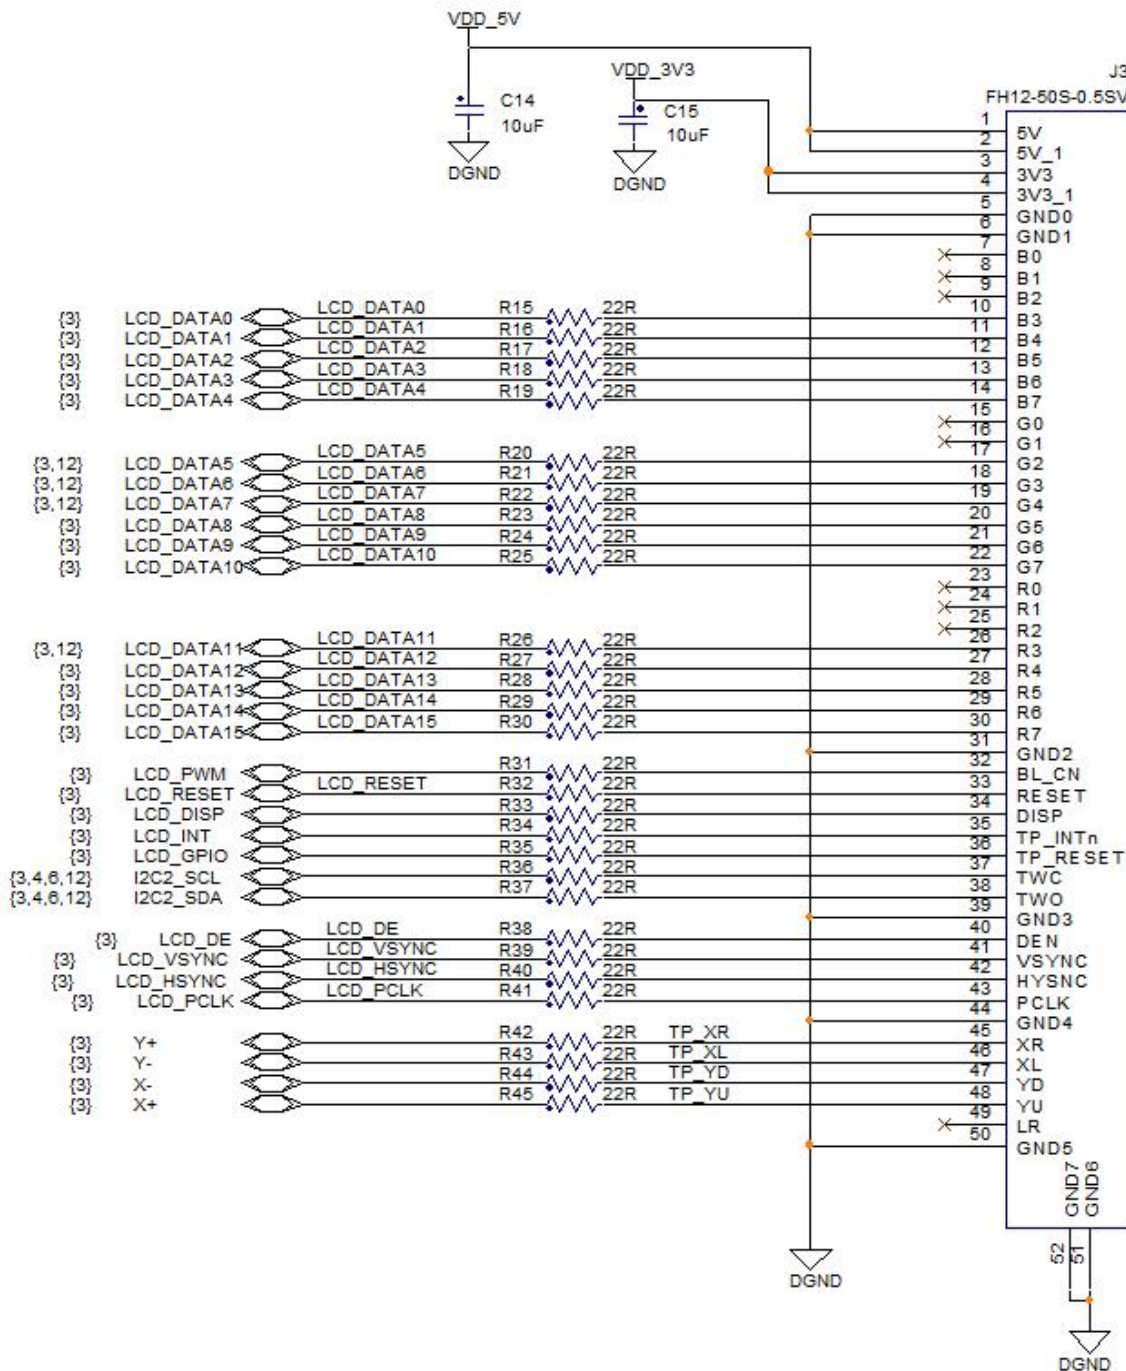 VDD_5V
VDD_3V3
J3
C14
10uF
C15
10uF
FH12-50S-0.5SV
DGND
DGND
1 5V
2 5V_1
3 3V3
4 3V3_1
5 GND0
6 GND1
7 B0
8 B1
9 B2
{3} LCD_DATA0 LCD_DATA0 R15 22R 10 B3
{3} LCD_DATA1 LCD_DATA1 R16 22R 11 B4
{3} LCD_DATA2 LCD_DATA2 R17 22R 12 B5
{3} LCD_DATA3 LCD_DATA3 R18 22R 13 B6
{3} LCD_DATA4 LCD_DATA4 R19 22R 14 B7
15 G0
16 G1
{3,12} LCD_DATA5 LCD_DATA5 R20 22R 17 G2
{3,12} LCD_DATA6 LCD_DATA6 R21 22R 18 G3
{3,12} LCD_DATA7 LCD_DATA7 R22 22R 19 G4
{3} LCD_DATA8 LCD_DATA8 R23 22R 20 G5
{3} LCD_DATA9 LCD_DATA9 R24 22R 21 G6
{3} LCD_DATA10 LCD_DATA10 R25 22R 22 G7
23 R0
24 R1
25 R2
{3,12} LCD_DATA11 LCD_DATA11 R26 22R 26 R3
{3} LCD_DATA12 LCD_DATA12 R27 22R 27 R4
{3} LCD_DATA13 LCD_DATA13 R28 22R 28 R5
{3} LCD_DATA14 LCD_DATA14 R29 22R 29 R6
{3} LCD_DATA15 LCD_DATA15 R30 22R 30 R7
31 GND2
{3} LCD_PWM R31 22R 32 BL_CN
{3} LCD_RESET LCD_RESET R32 22R 33 RESET
{3} LCD_DISP R33 22R 34 DISP
{3} LCD_INT R34 22R 35 TP_INTn
{3} LCD_GPIO R35 22R 36 TP_RESET
{3,4,6,12} I2C2_SCL R36 22R 37 TWC
{3,4,6,12} I2C2_SDA R37 22R 38 TWO
39 GND3
{3} LCD_DE LCD_DE R38 22R 40 DEN
{3} LCD_VSYNC LCD_VSYNC R39 22R 41 VSYNC
{3} LCD_HSYNC LCD_HSYNC R40 22R 42 HYSNC
{3} LCD_PCLK LCD_PCLK R41 22R 43 PCLK
44 GND4
{3} Y+ R42 22R TP_XR 45 XR
{3} Y- R43 22R TP_XL 46 XL
{3} X- R44 22R TP_YD 47 YD
{3} X+ R45 22R TP_YU 48 YU
49 LR
50 GND5
GND7
GND6
52
51
DGND
DGND